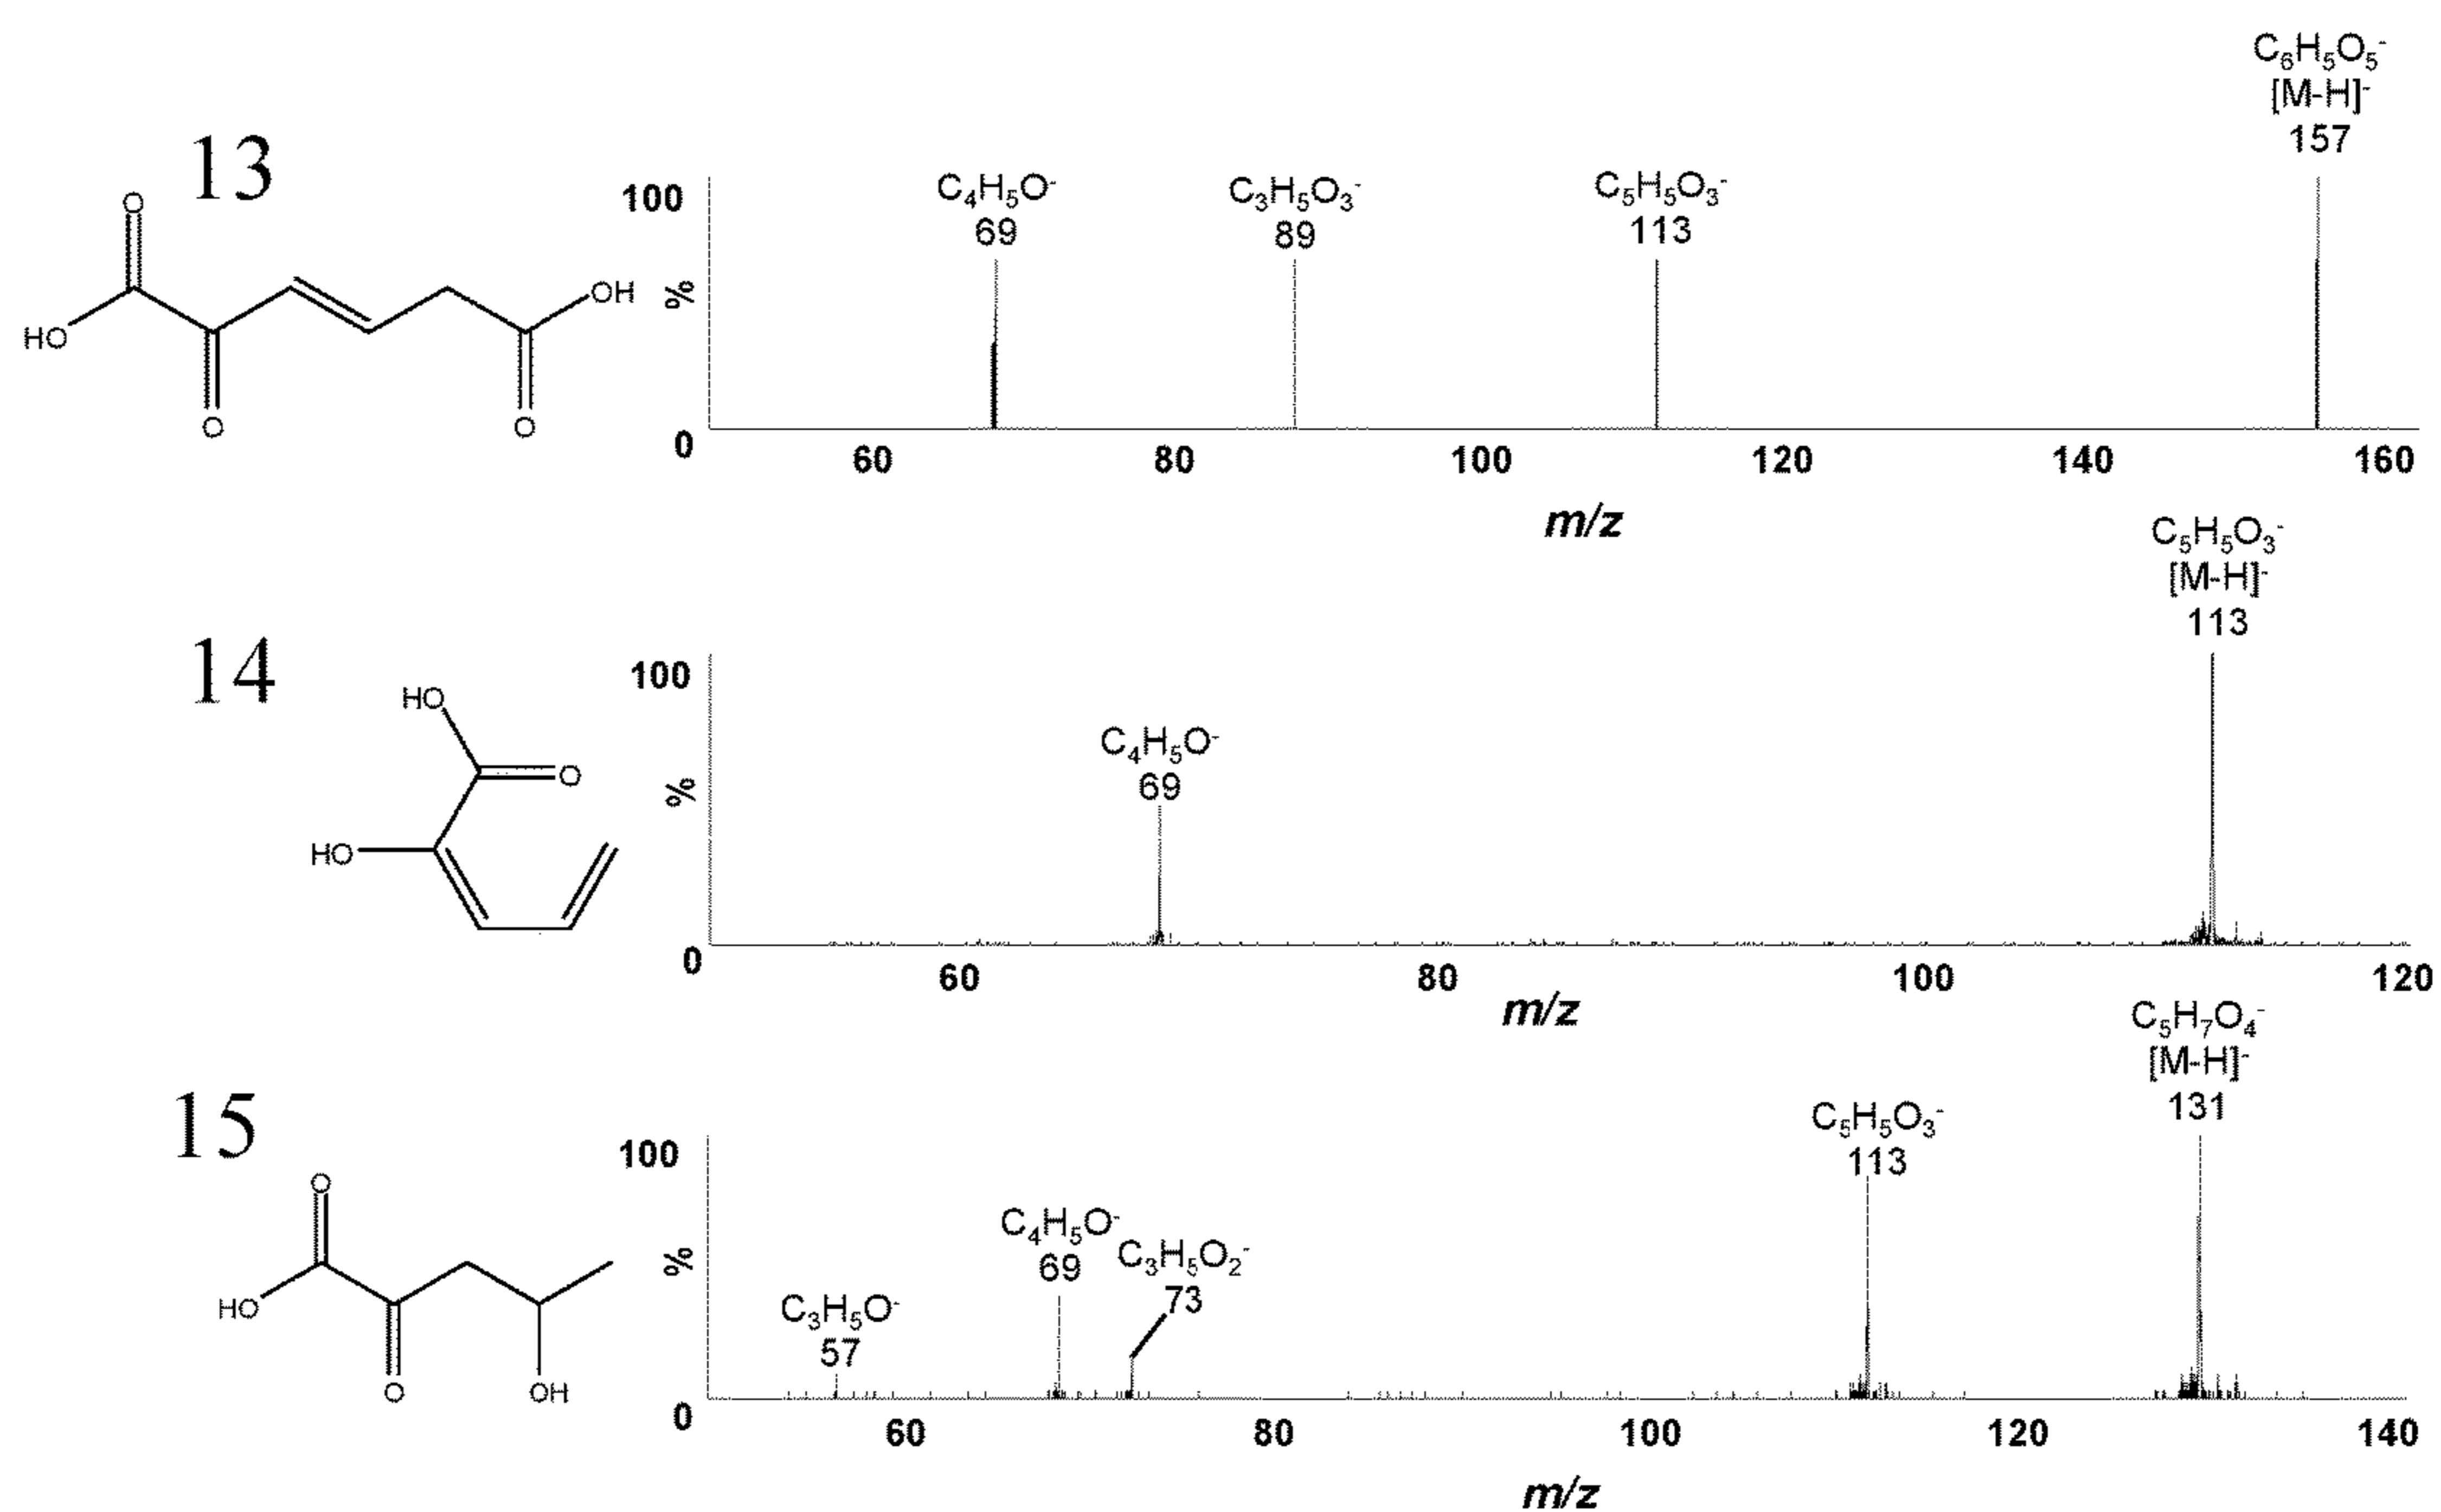 13
O
HO
O
O
OH
100
%
0
C₄H₅O⁻
69
C₃H₅O₃⁻
89
C₅H₅O₃⁻
113
C₆H₅O₅⁻
[M-H]⁻
157
60 80 100 120 140 160
m/z
14
HO
O
HO
100
%
0
C₄H₅O⁻
69
C₅H₅O₃⁻
[M-H]⁻
113
60 80 100 120
m/z
15
O
HO
O
OH
100
%
0
C₃H₅O⁻
57
C₄H₅O⁻
69
C₃H₅O₂⁻
73
C₅H₅O₃⁻
113
C₅H₇O₄⁻
[M-H]⁻
131
60 80 100 120 140
m/z